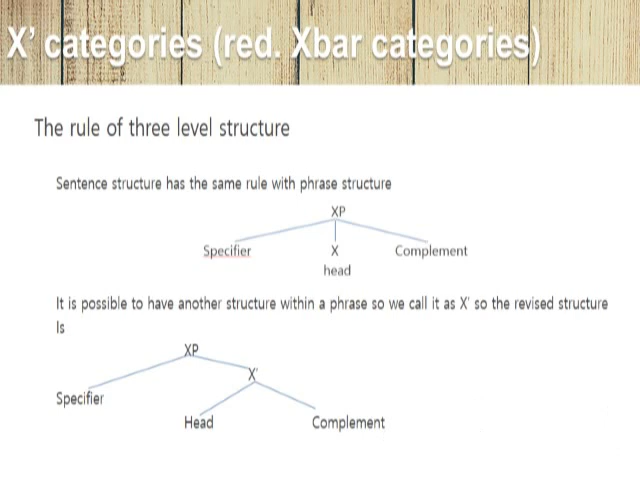 X' categories (red. Xbar categories)
The rule of three level structure
Sentence structure has the same rule with phrase structure
XP
Specifier X Complement
head
It is possible to have another structure within a phrase so we call it as X' so the revised structure
Is
XP
X'
Specifier
Head Complement